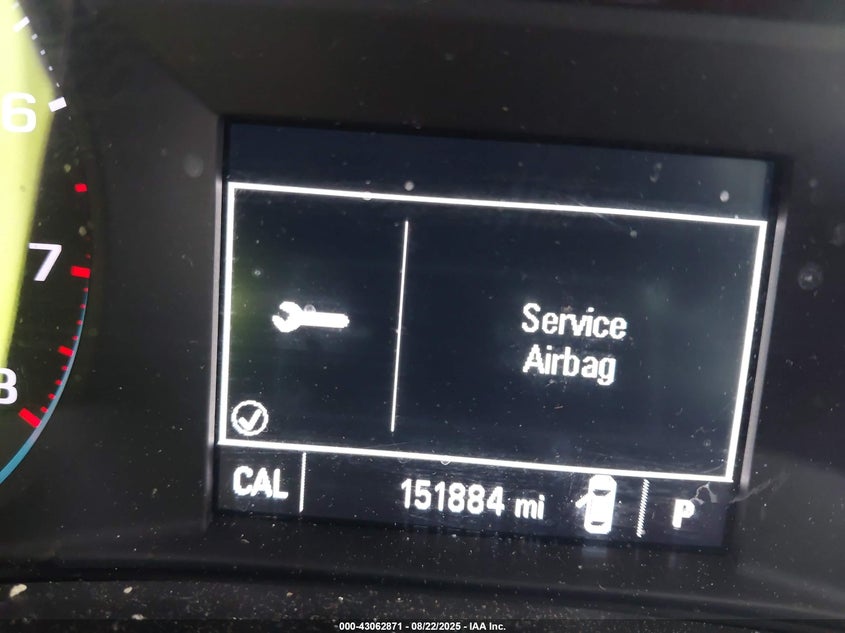 6
7
8
Service
Airbag
CAL
151884 mi
P
000-43062871 - 08/22/2025 - IAA Inc.